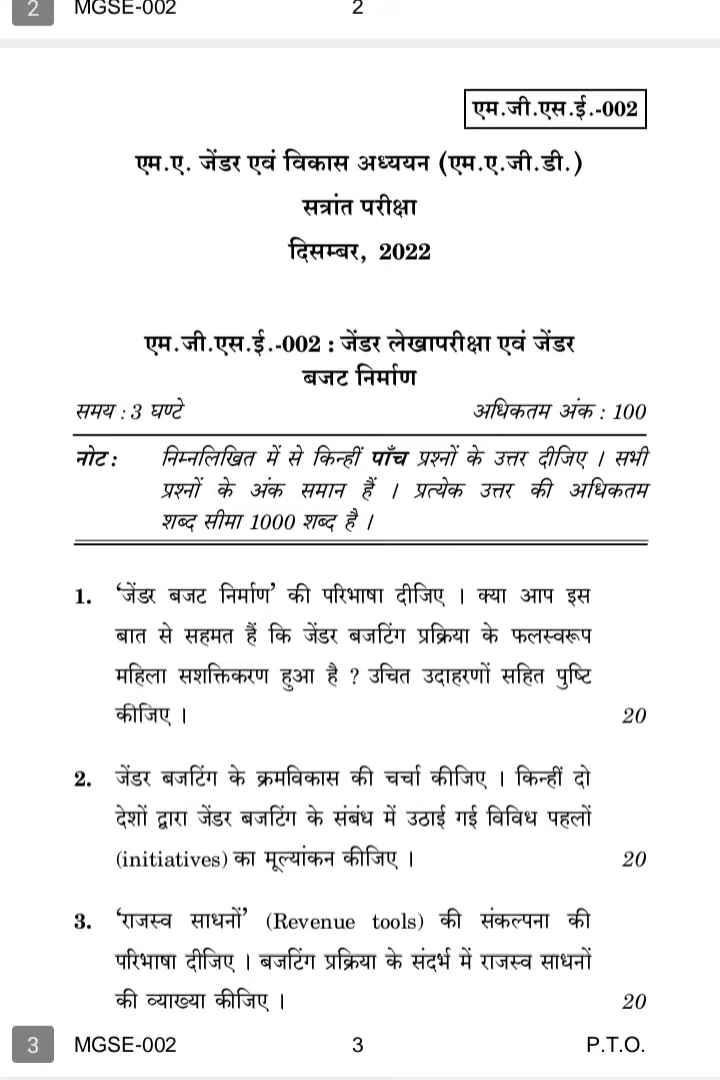 2 MGSE-002 2
एम.जी.एस.ई.-002
एम.ए. जेंडर एवं विकास अध्ययन (एम.ए.जी.डी.)
सत्रांत परीक्षा
दिसम्बर, 2022
एम.जी.एस.ई.-002 : जेंडर लेखापरीक्षा एवं जेंडर
बजट निर्माण
समय : 3 घण्टे अधिकतम अंक : 100
नोट : निम्नलिखित में से किन्हीं पाँच प्रश्नों के उत्तर दीजिए । सभी
प्रश्नों के अंक समान हैं । प्रत्येक उत्तर की अधिकतम
शब्द सीमा 1000 शब्द है ।
1. ‘जेंडर बजट निर्माण’ की परिभाषा दीजिए । क्या आप इस
बात से सहमत हैं कि जेंडर बजटिंग प्रक्रिया के फलस्वरूप
महिला सशक्तिकरण हुआ है ? उचित उदाहरणों सहित पुष्टि
कीजिए । 20
2. जेंडर बजटिंग के क्रमविकास की चर्चा कीजिए । किन्हीं दो
देशों द्वारा जेंडर बजटिंग के संबंध में उठाई गई विविध पहलों
(initiatives) का मूल्यांकन कीजिए । 20
3. ‘राजस्व साधनों’ (Revenue tools) की संकल्पना की
परिभाषा दीजिए । बजटिंग प्रक्रिया के संदर्भ में राजस्व साधनों
की व्याख्या कीजिए । 20
3 MGSE-002 3 P.T.O.